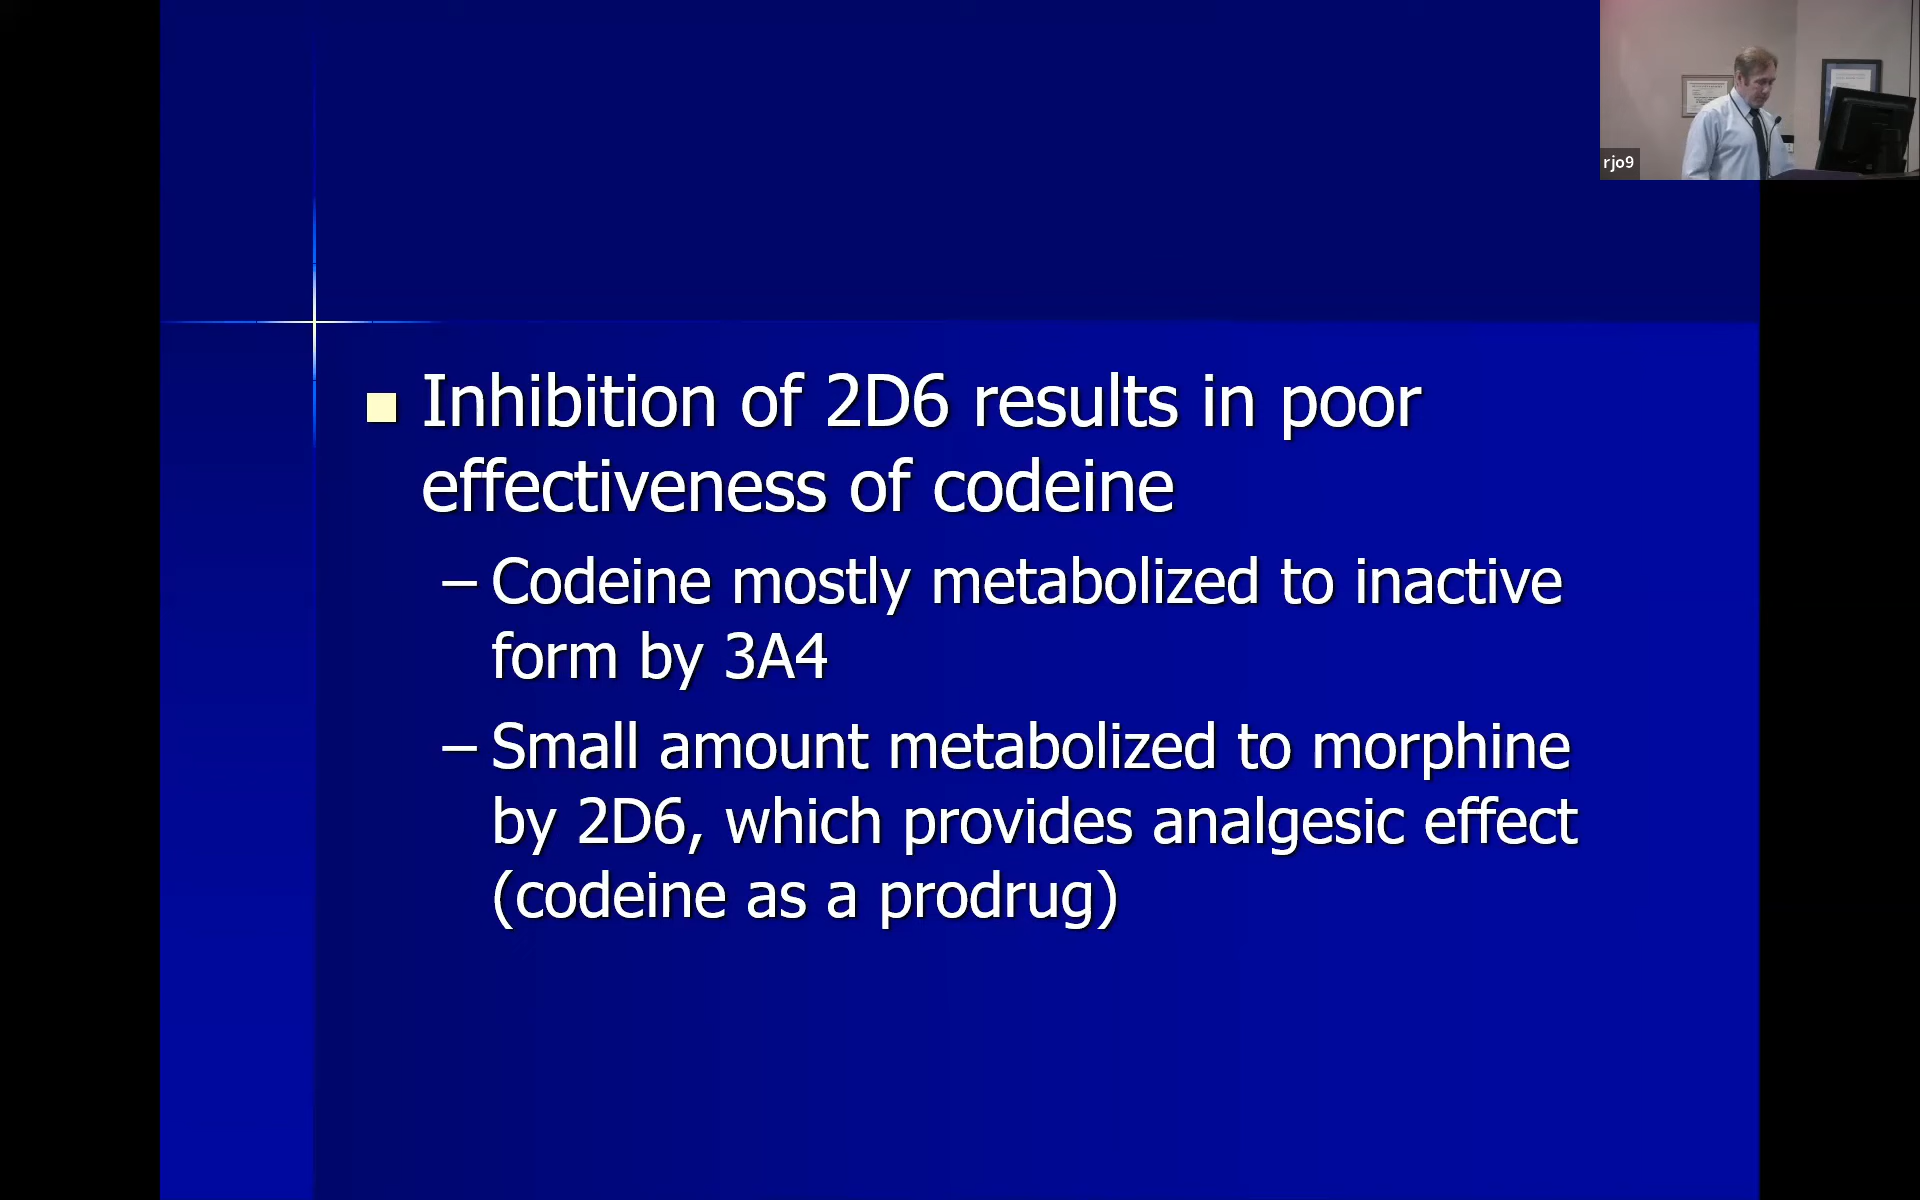 rjo9
Inhibition of 2D6 results in poor
effectiveness of codeine
– Codeine mostly metabolized to inactive
form by 3A4
– Small amount metabolized to morphine
by 2D6, which provides analgesic effect
(codeine as a prodrug)